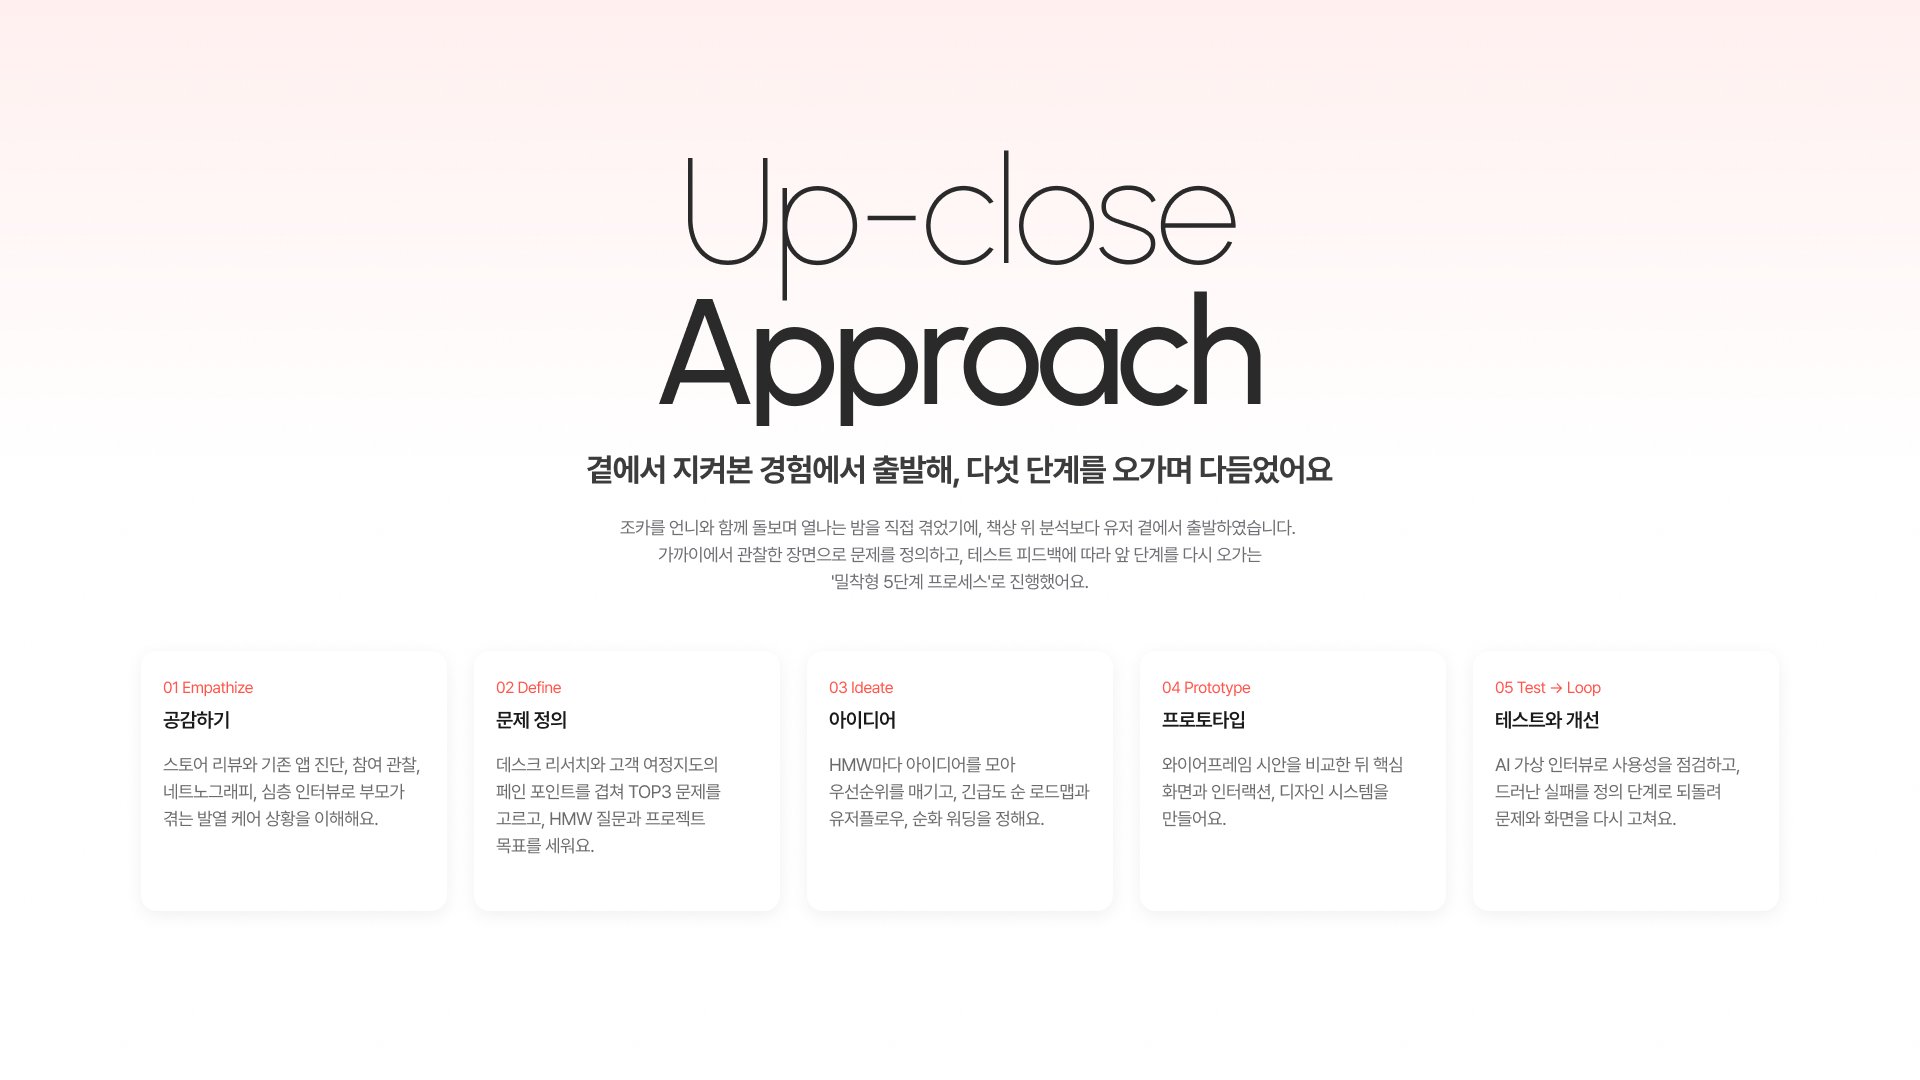 Up-close
Approach
곁에서 지켜본 경험에서 출발해, 다섯 단계를 오가며 다듬었어요
조카를 언니와 함께 돌보며 열나는 밤을 직접 겪었기에, 책상 위 분석보다 유저 곁에서 출발하였습니다.
가까이에서 관찰한 장면으로 문제를 정의하고, 테스트 피드백에 따라 앞 단계를 다시 오가는
'밀착형 5단계 프로세스'로 진행했어요.
01 Empathize
공감하기
스토어 리뷰와 기존 앱 진단, 참여 관찰,
네트노그래피, 심층 인터뷰로 부모가
겪는 발열 케어 상황을 이해해요.
02 Define
문제 정의
데스크 리서치와 고객 여정지도의
페인 포인트를 겹쳐 TOP3 문제를
고르고, HMW 질문과 프로젝트
목표를 세워요.
03 Ideate
아이디어
HMW마다 아이디어를 모아
우선순위를 매기고, 긴급도 순 로드맵과
유저플로우, 순화 워딩을 정해요.
04 Prototype
프로토타입
와이어프레임 시안을 비교한 뒤 핵심
화면과 인터랙션, 디자인 시스템을
만들어요.
05 Test → Loop
테스트와 개선
AI 가상 인터뷰로 사용성을 점검하고,
드러난 실패를 정의 단계로 되돌려
문제와 화면을 다시 고쳐요.